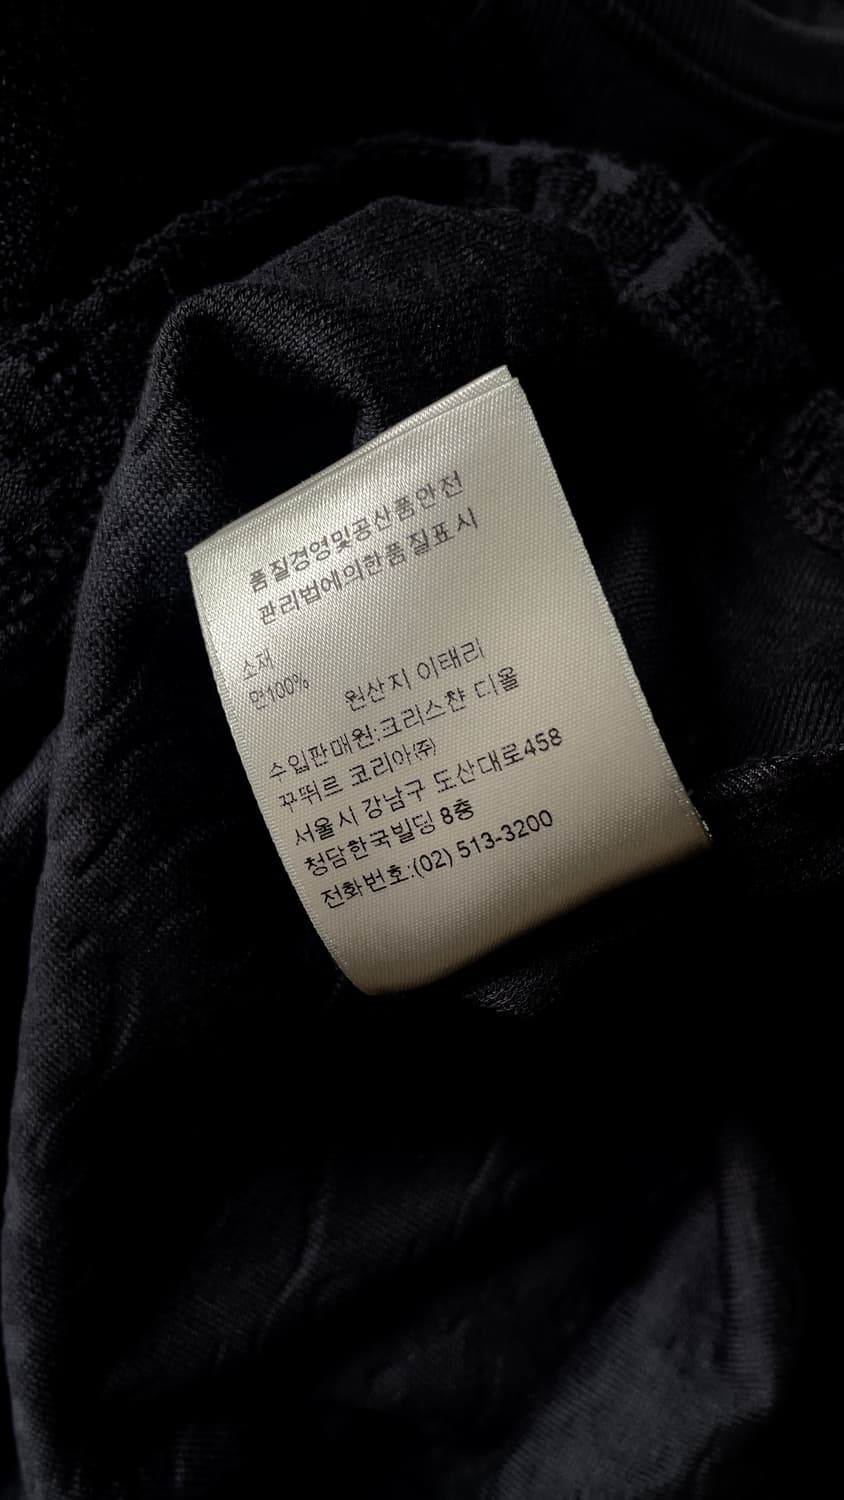 품질경영및공산품안전
관리법에의한품질표시
소재
면100%
원산지 이태리
수입판매원:크리스챤 디올
꾸뛰르 코리아㈜
서울시 강남구 도산대로458
청담한국빌딩 8층
전화번호:(02) 513-3200